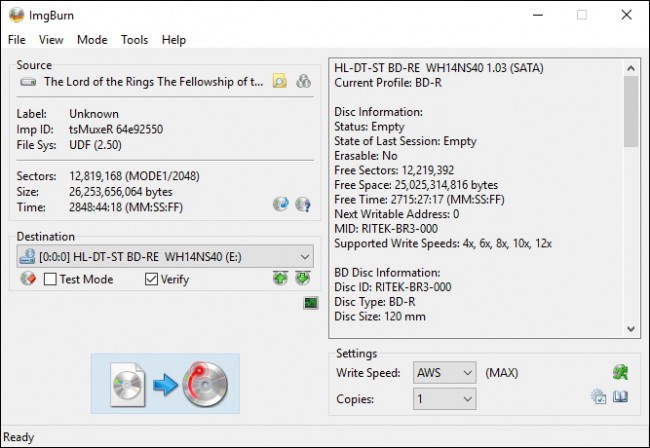 ImgBurn
File View Mode Tools Help
Source
The Lord of the Rings The Fellowship of t...
Label: Unknown
Imp ID: tsMuxeR 64e92550
File Sys: UDF (2.50)
Sectors: 12,819,168 (MODE1/2048)
Size: 26,253,656,064 bytes
Time: 2848:44:18 (MM:SS:FF)
Destination
[0:0:0] HL-DT-ST BD-RE WH14NS40 (E:)
Test Mode Verify
HL-DT-ST BD-RE WH14NS40 1.03 (SATA)
Current Profile: BD-R
Disc Information:
Status: Empty
State of Last Session: Empty
Erasable: No
Free Sectors: 12,219,392
Free Space: 25,025,314,816 bytes
Free Time: 2715:27:17 (MM:SS:FF)
Next Writable Address: 0
MID: RITEK-BR3-000
Supported Write Speeds: 4x, 6x, 8x, 10x, 12x
BD Disc Information:
Disc ID: RITEK-BR3-000
Disc Type: BD-R
Disc Size: 120 mm
Settings
Write Speed: AWS (MAX)
Copies: 1
Ready